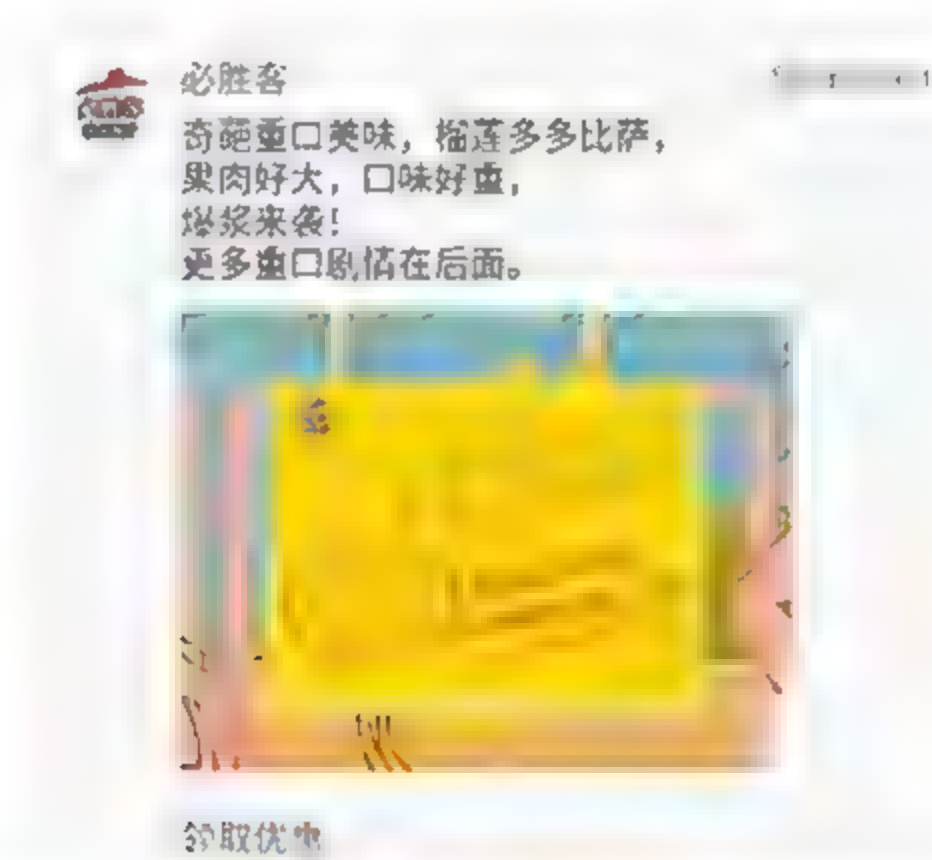 必胜客
奇葩重口美味，榴莲多多比萨，
果肉好大，口味好重，
爆浆来袭！
更多重口剧情在后面。
领取优惠